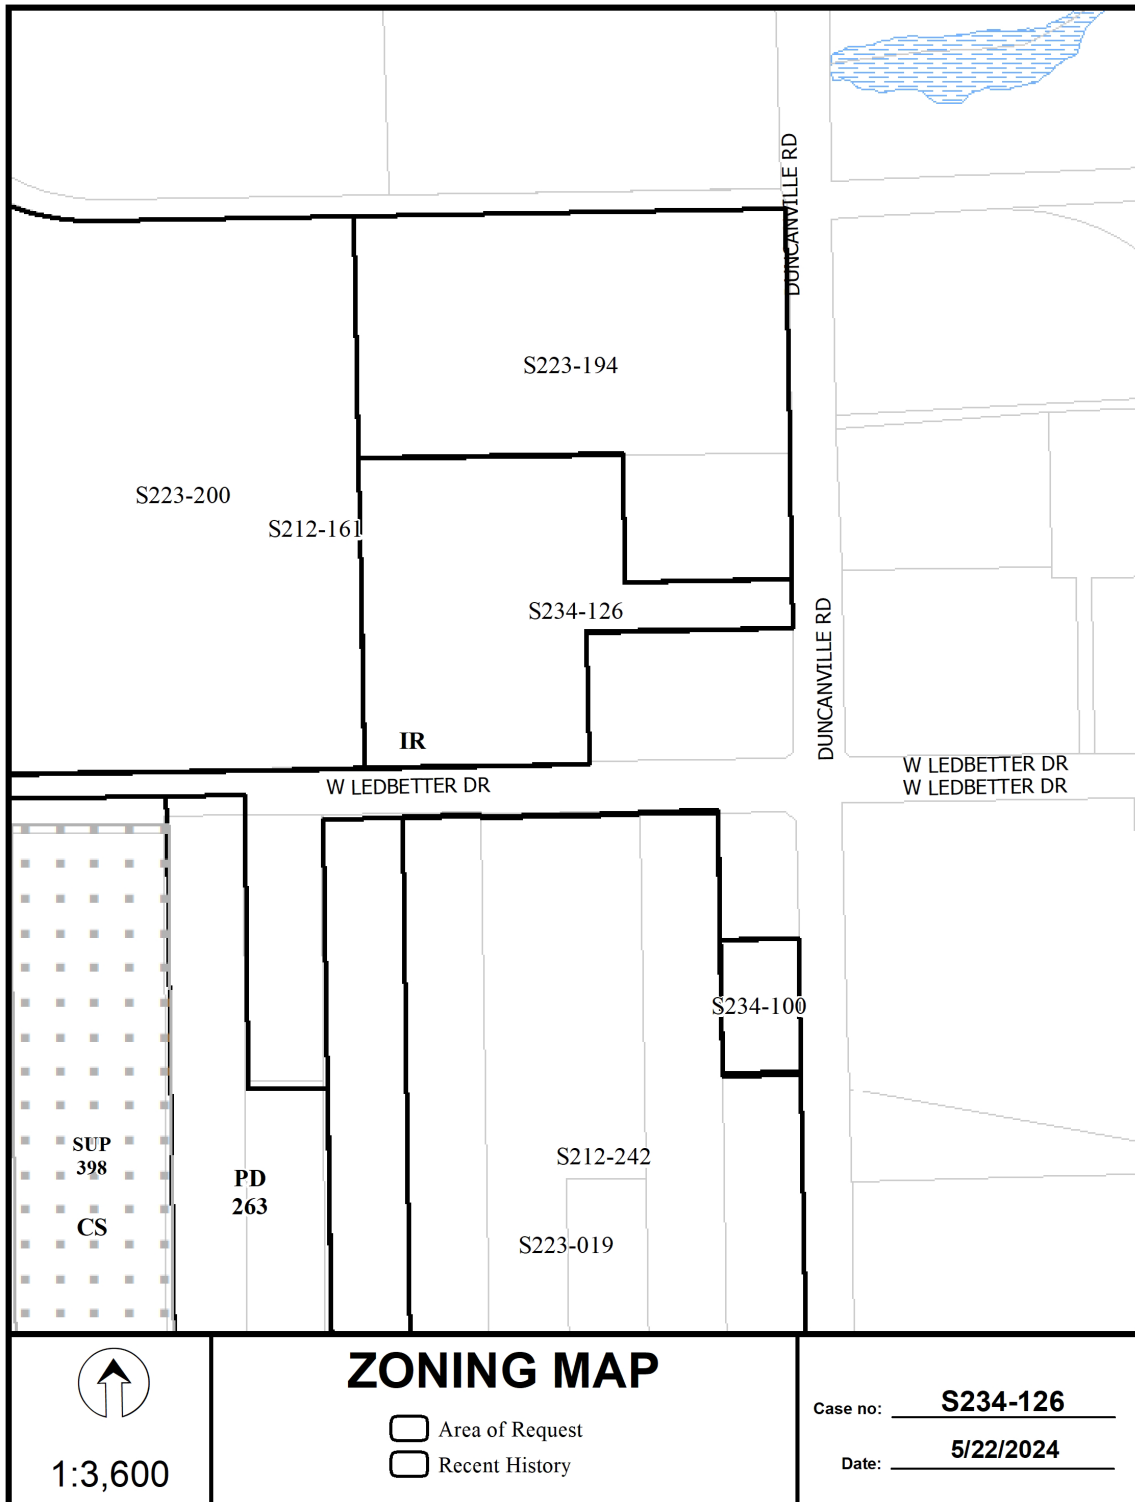 DUNCANVILLE RD
S223-194
S223-200
S212-161
S234-126
DUNCANVILLE RD
IR
W LEDBETTER DR
W LEDBETTER DR
W LEDBETTER DR
S234-100
SUP
398
S212-242
PD
263
CS
S223-019
1:3,600
ZONING MAP
Area of Request
Recent History
Case no: S234-126
Date: 5/22/2024